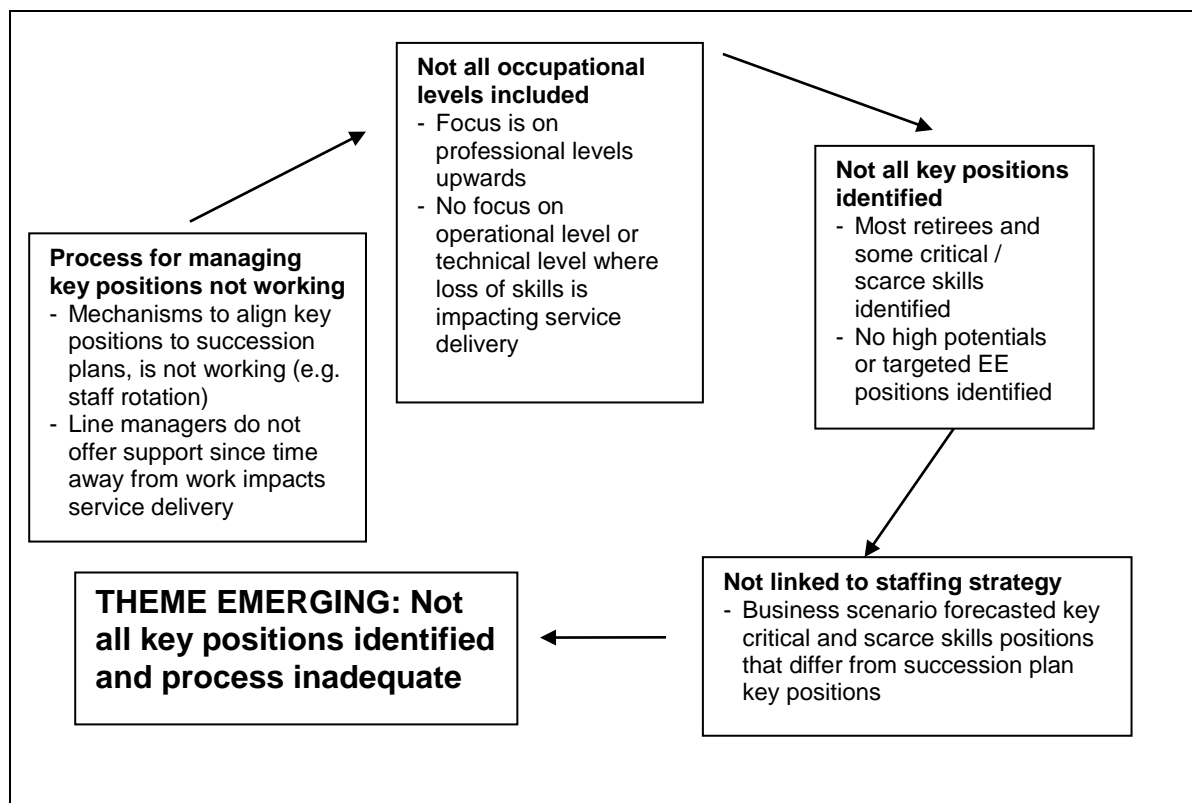 Not all occupational
levels included
- Focus is on
professional levels
upwards
- No focus on
operational level or
technical level where
loss of skills is
impacting service
delivery
Not all key positions
identified
- Most retirees and
some critical /
scarce skills
identified
- No high potentials
or targeted EE
positions identified
Process for managing
key positions not working
- Mechanisms to align key
positions to succession
plans, is not working (e.g.
staff rotation)
- Line managers do not
offer support since time
away from work impacts
service delivery
Not linked to staffing strategy
- Business scenario forecasted key
critical and scarce skills positions
that differ from succession plan
key positions
THEME EMERGING: Not
all key positions identified
and process inadequate